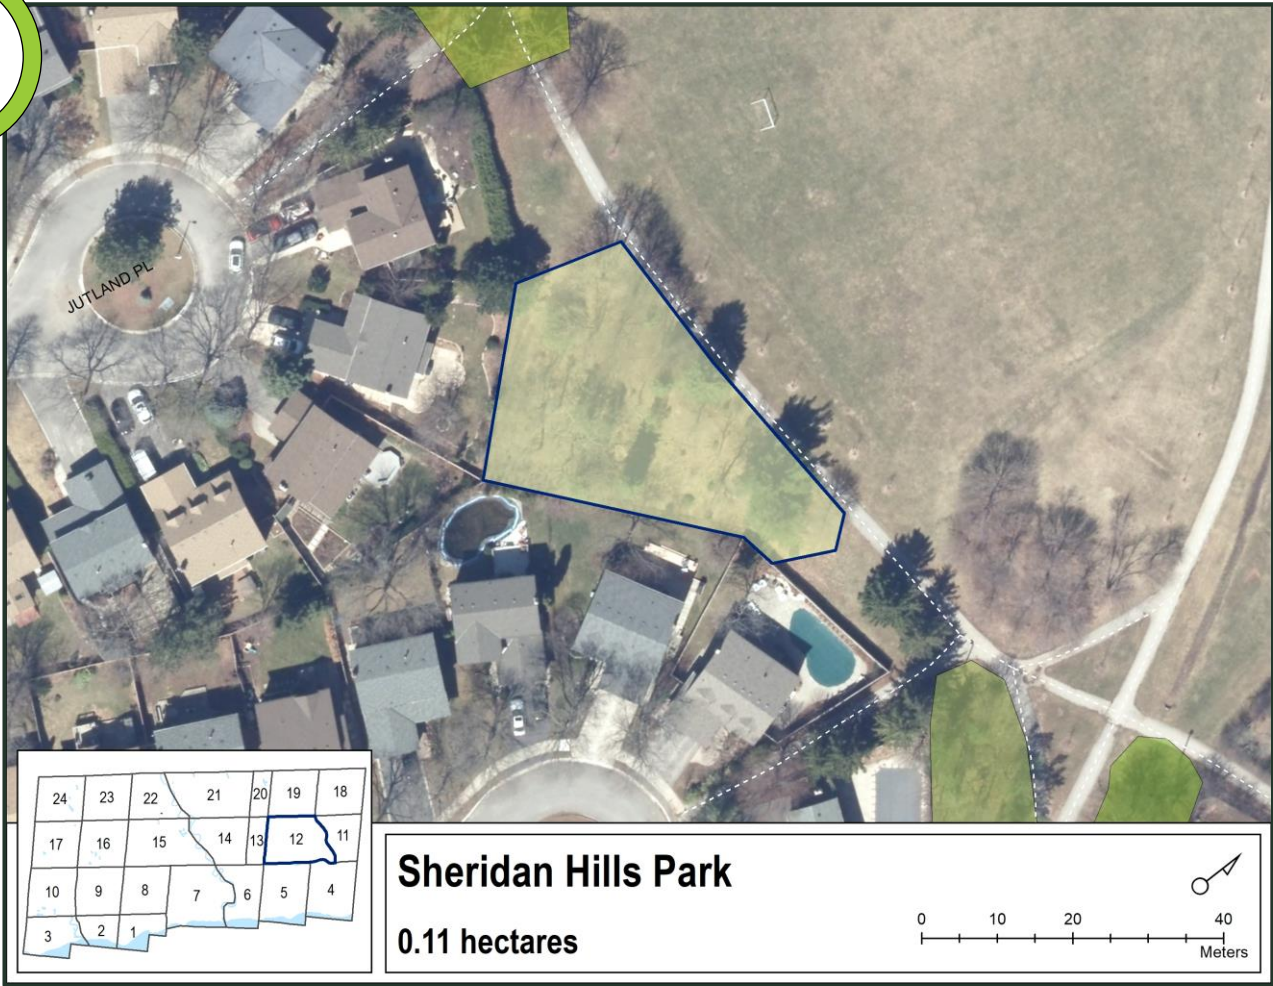 JUTLAND PL
24 23 22 21 20 19 18
17 16 15 14 13 12 11
10 9 8 7 6 5 4
3 2 1
Sheridan Hills Park
0.11 hectares
0 10 20 40
Meters